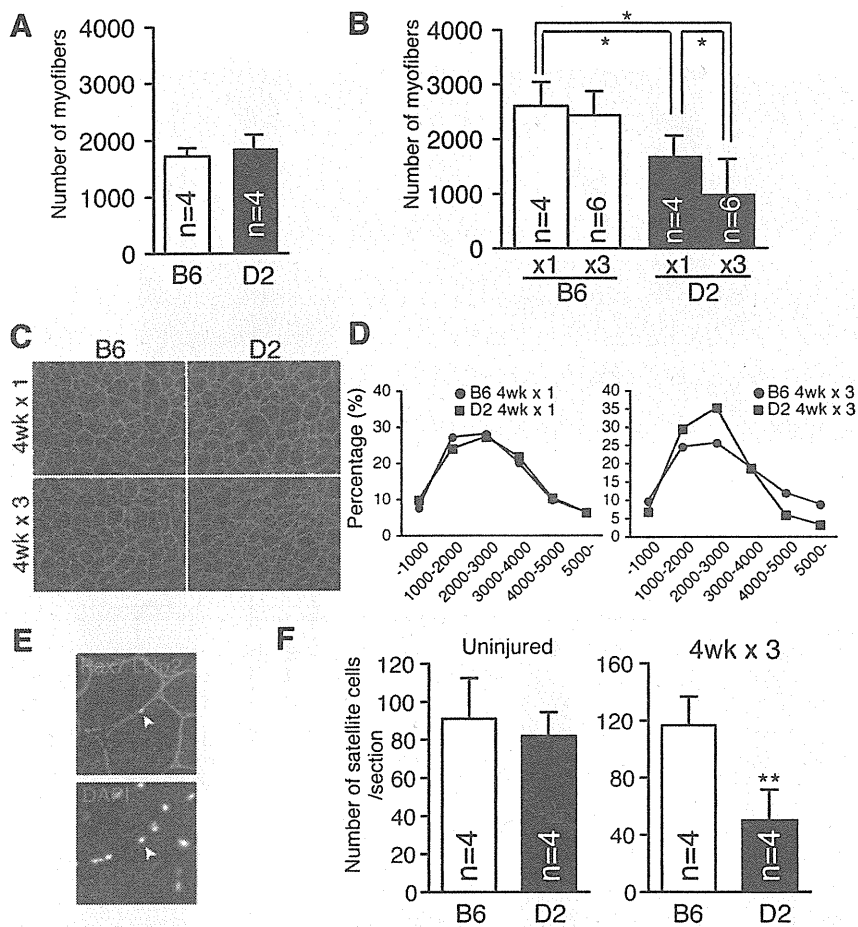 A
Number of myofibers
4000
3000
2000
1000
0
n=4
n=4
B6 D2
B
Number of myofibers
4000
3000
2000
1000
0
*
*
*
n=4
n=6
n=4
n=6
x1 x3 x1 x3
B6 D2
C
B6 D2
4wk x 1
4wk x 3
D
Percentage (%)
40
30
20
10
0
B6 4wk x 1
D2 4wk x 1
-1000
1000-2000
2000-3000
3000-4000
4000-5000
5000-
40
35
30
25
20
15
10
5
0
B6 4wk x 3
D2 4wk x 3
-1000
1000-2000
2000-3000
3000-4000
4000-5000
5000-
E
DAPI
F
Number of satellite cells
/section
Uninjured
120
100
80
60
40
20
0
n=4
n=4
B6 D2
4wk x 3
160
120
80
40
0
**
n=4
n=4
B6 D2